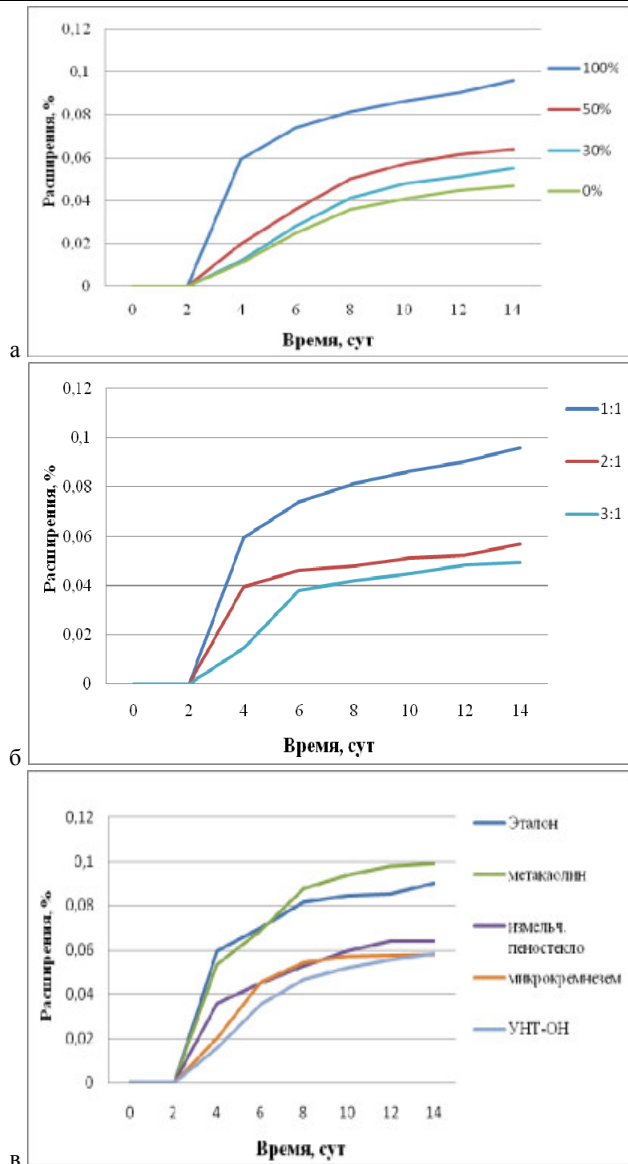 0,12
0,1
0,08
0,06
0,04
0,02
0
Расширения, %
0 2 4 6 8 10 12 14
Время, сут
100%
50%
30%
0%
а
0,12
0,1
0,08
0,06
0,04
0,02
0
Расширения, %
0 2 4 6 8 10 12 14
Время, сут
1:1
2:1
3:1
б
0,12
0,1
0,08
0,06
0,04
0,02
0
Расширения, %
0 2 4 6 8 10 12 14
Время, сут
Эталон
метакаолин
измельч.
пеностекло
микрокремнезем
УНТ-ОН
в